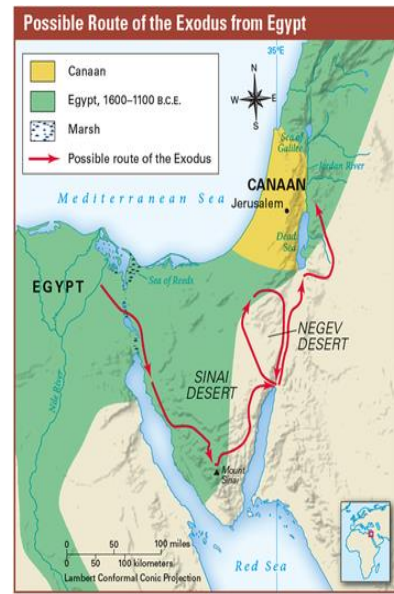 Possible Route of the Exodus from Egypt
35°E
Canaan
Egypt, 1600–1100 B.C.E.
Marsh
Possible route of the Exodus
N
W
E
S
Sea of
Galilee
Jordan River
CANAAN
Mediterranean Sea
Jerusalem
Dead
Sea
EGYPT
Sea of Reeds
NEGEV
DESERT
SINAI
DESERT
Nile River
Mount
Sinai
0 50 100 miles
0 50 100 kilometers
Lambert Conformal Conic Projection
Red Sea